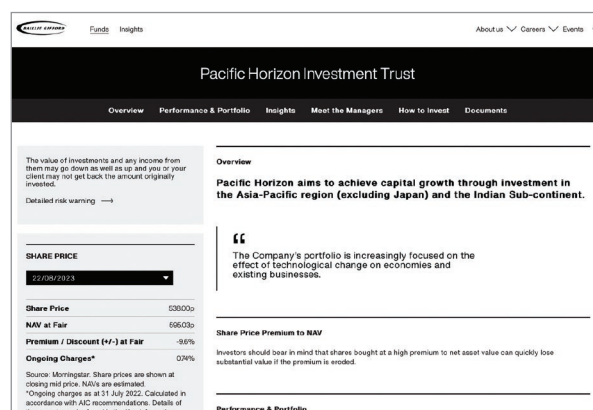 BAILLIE GIFFORD
Funds Insights
About us Careers Events
Pacific Horizon Investment Trust
Overview Performance & Portfolio Insights Meet the Managers How to Invest Documents
The value of investments and any income from
them may go down as well as up and you or your
client may not get back the amount originally
invested.
Detailed risk warning
SHARE PRICE
22/08/2023
Share Price 538.00p
NAV at Fair 595.03p
Premium / Discount (+/-) at Fair -9.6%
Ongoing Charges* 0.74%
Source: Morningstar. Share prices are shown at
closing mid price. NAVs are estimated.
*Ongoing charges as at 31 July 2022. Calculated in
accordance with AIC recommendations. Details of
Overview
Pacific Horizon aims to achieve capital growth through investment in
the Asia-Pacific region (excluding Japan) and the Indian Sub-continent.
“
The Company's portfolio is increasingly focused on the
effect of technological change on economies and
existing businesses.
Share Price Premium to NAV
Investors should bear in mind that shares bought at a high premium to net asset value can quickly lose
substantial value if the premium is eroded.
Performance & Portfolio